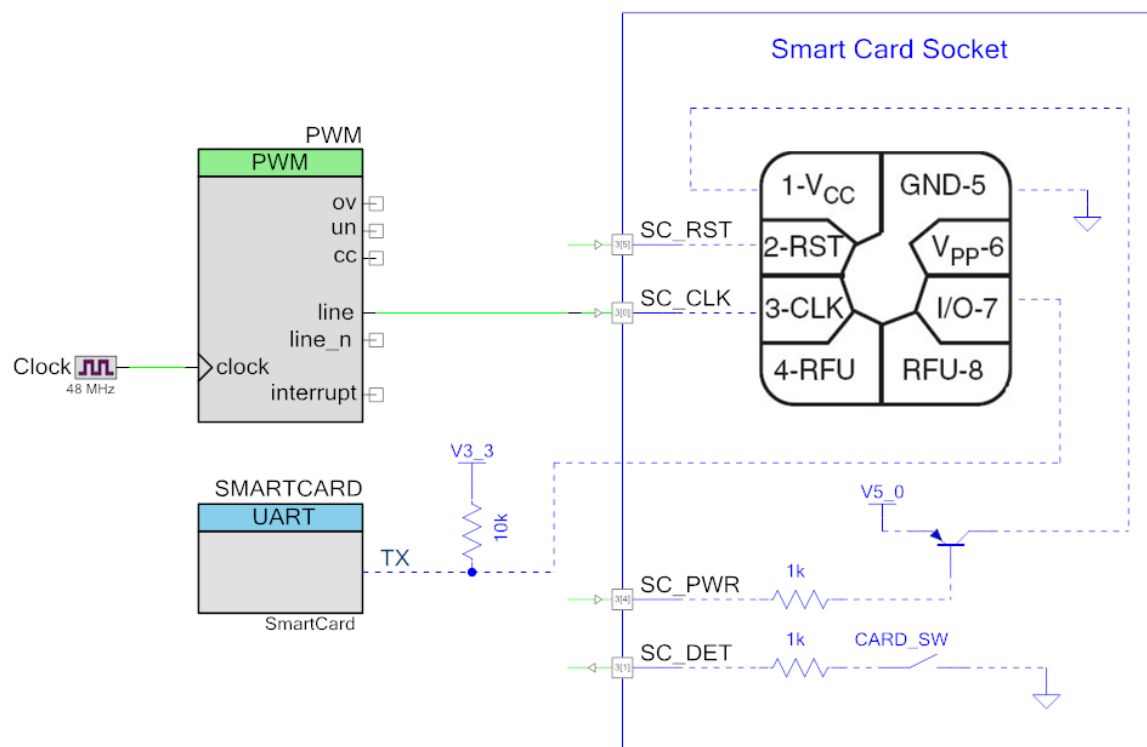 Smart Card Socket
PWM
PWM
ov
un
cc
line
line_n
clock
interrupt
Clock
48 MHz
SC_RST
3[5]
SC_CLK
3[0]
1-VCC
GND-5
2-RST
VPP-6
3-CLK
I/O-7
4-RFU
RFU-8
V3_3
10k
SMARTCARD
UART
TX
SmartCard
V5_0
SC_PWR
3[4]
1k
SC_DET
3[1]
1k
CARD_SW